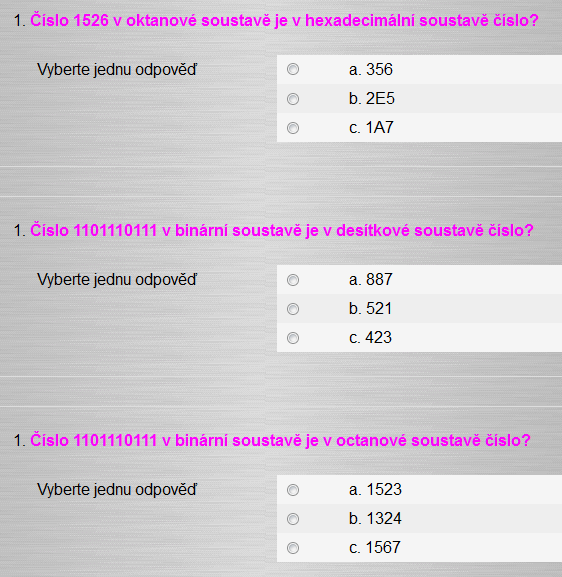 1. Číslo 1526 v oktanové soustavě je v hexadecimální soustavě číslo?
Vyberte jednu odpověď
a. 356
b. 2E5
c. 1A7
1. Číslo 1101110111 v binární soustavě je v desítkové soustavě číslo?
Vyberte jednu odpověď
a. 887
b. 521
c. 423
1. Číslo 1101110111 v binární soustavě je v octanové soustavě číslo?
Vyberte jednu odpověď
a. 1523
b. 1324
c. 1567